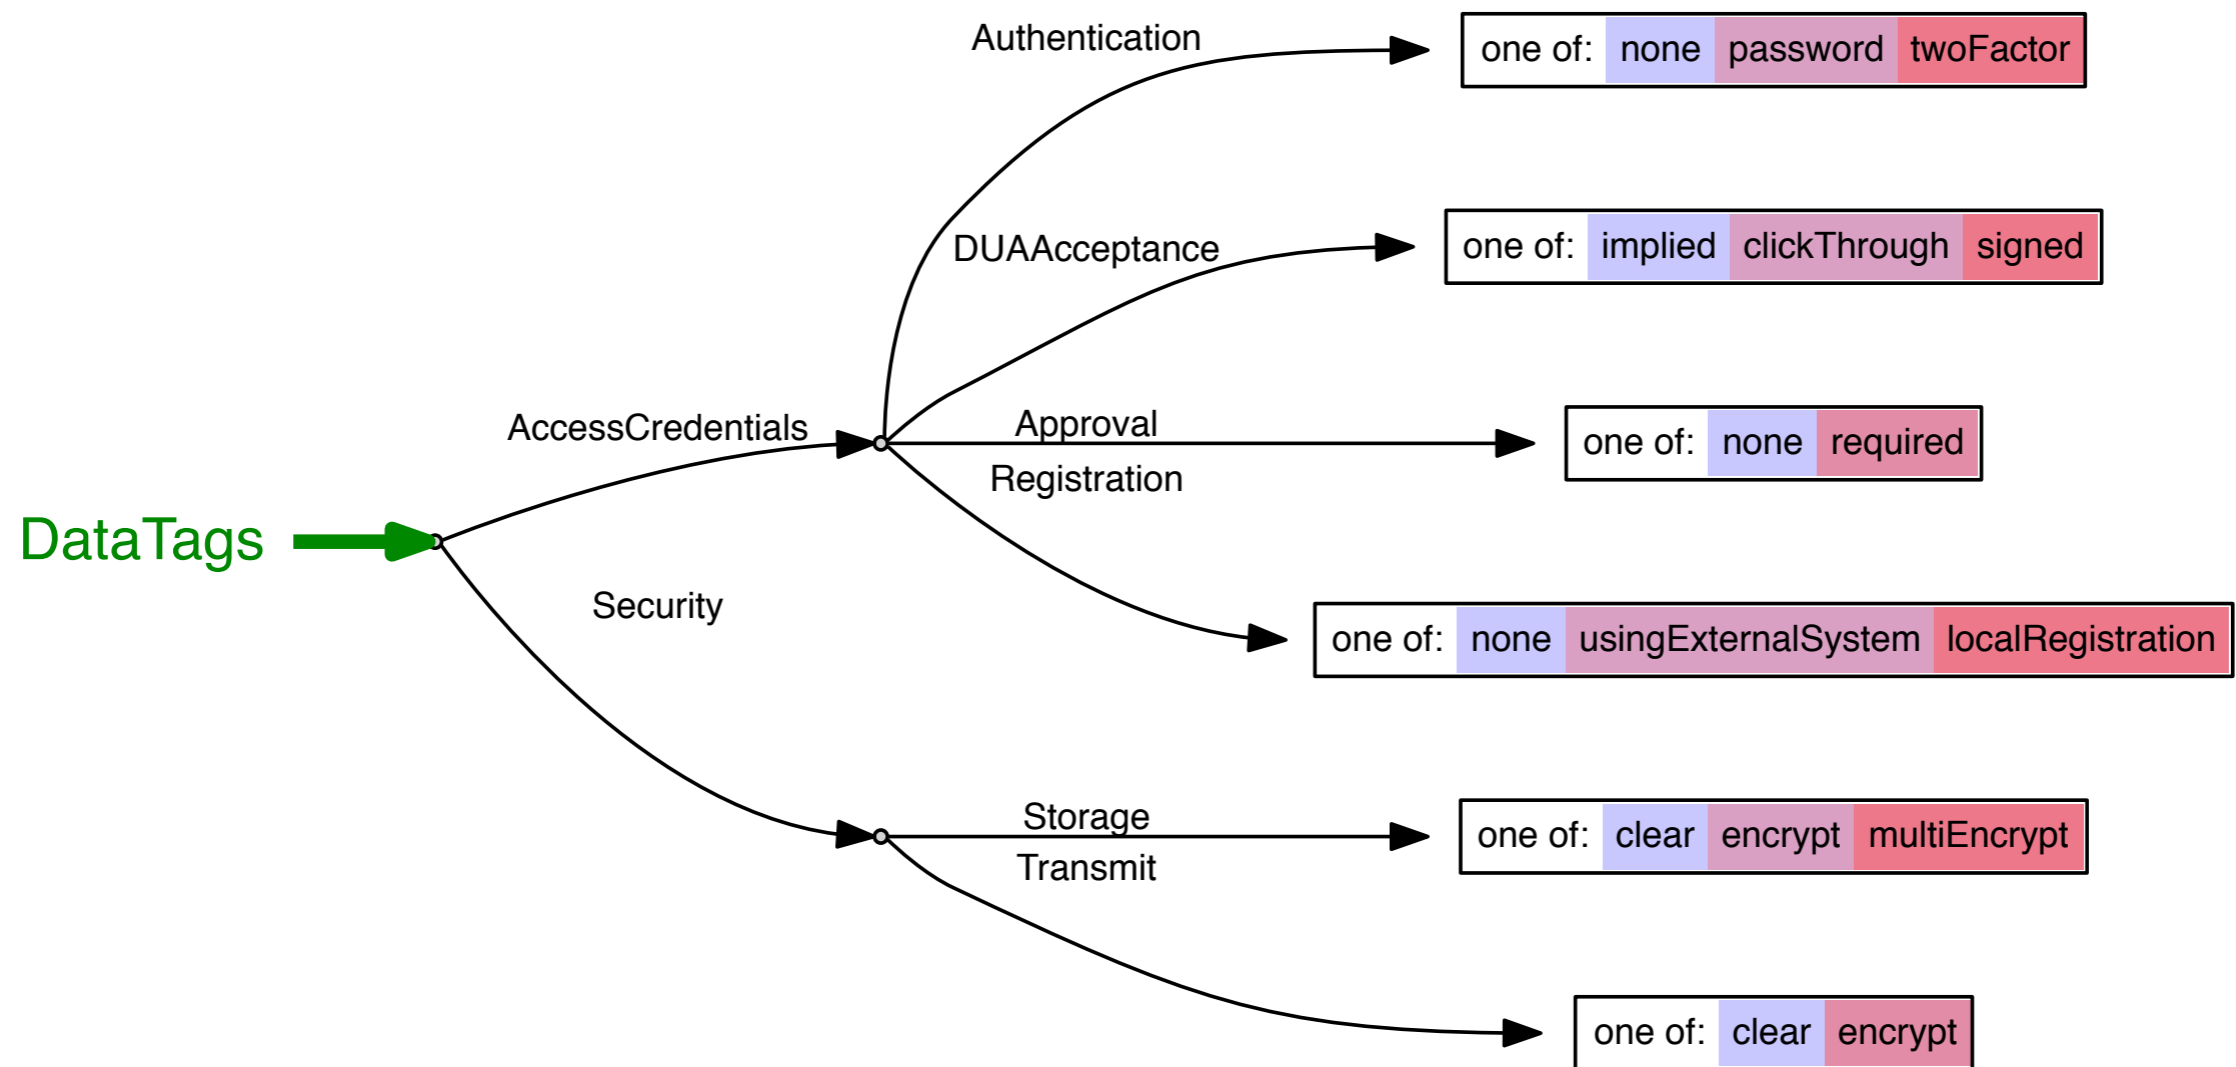 Authentication
one of: none password twoFactor
DUAAcceptance
one of: implied clickThrough signed
AccessCredentials
Approval
one of: none required
Registration
DataTags
Security
one of: none usingExternalSystem localRegistration
Storage
one of: clear encrypt multiEncrypt
Transmit
one of: clear encrypt